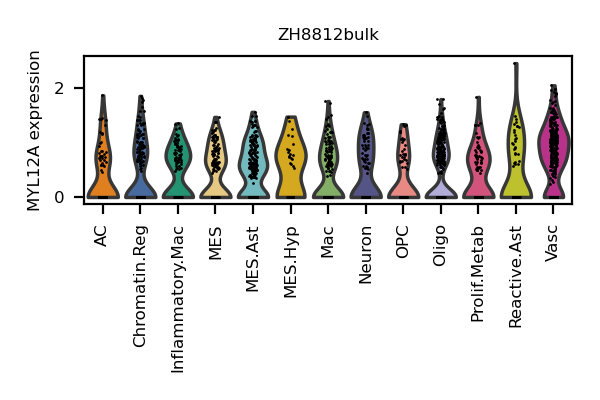 ZH8812bulk
MYL12A expression
2
0
AC
Chromatin.Reg
Inflammatory.Mac
MES
MES.Ast
MES.Hyp
Mac
Neuron
OPC
Oligo
Prolif.Metab
Reactive.Ast
Vasc